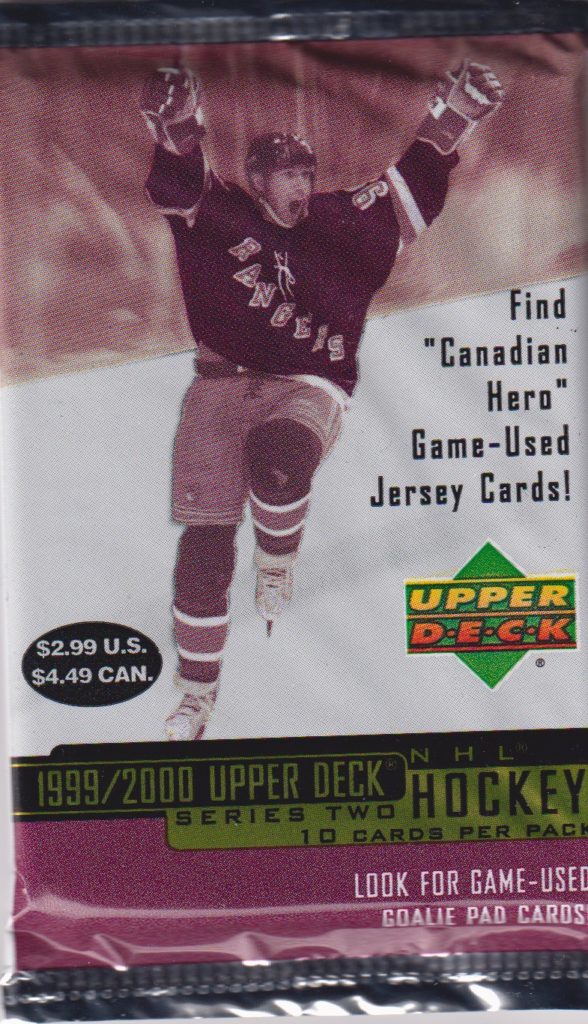 RANGERS
Find
"Canadian
Hero"
Game-Used
Jersey Cards!
UPPER
D·E·C·K
®
$2.99 U.S.
$4.49 CAN.
NHL®
1999/2000 UPPER DECK®
HOCKEY
SERIES TWO
10 CARDS PER PACK
LOOK FOR GAME-USED
GOALIE PAD CARDS